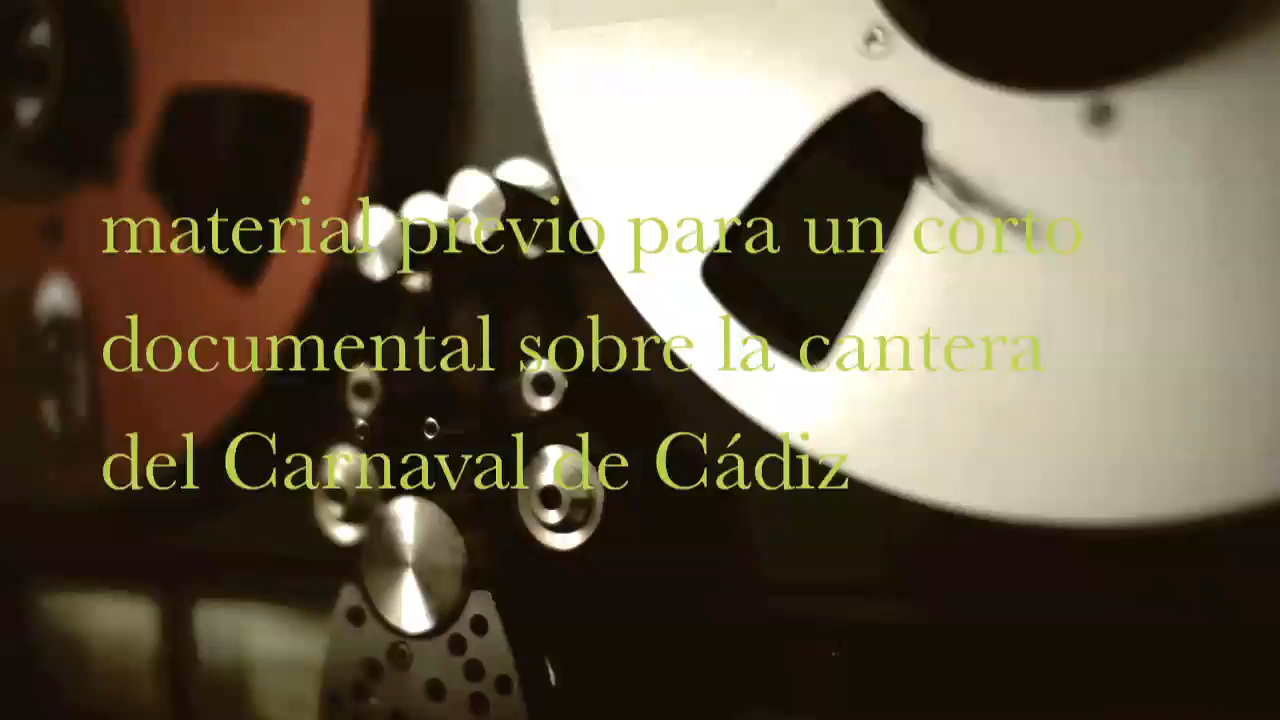 material previo para un corto
documental sobre la cantera
del Carnaval de Cádiz